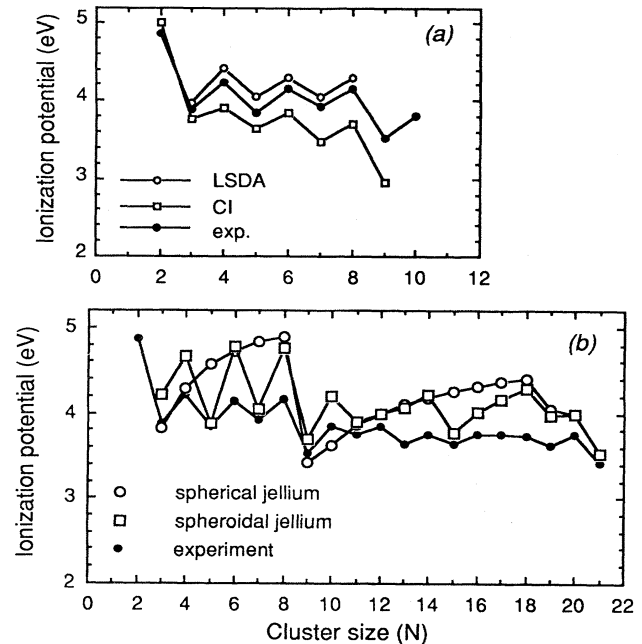 Ionization potential (eV)
5
4
3
2
(a)
LSDA
CI
exp.
0 2 4 6 8 10 12
Ionization potential (eV)
5
4
3
2
(b)
spherical jellium
spheroidal jellium
experiment
0 2 4 6 8 10 12 14 16 18 20 22
Cluster size (N)